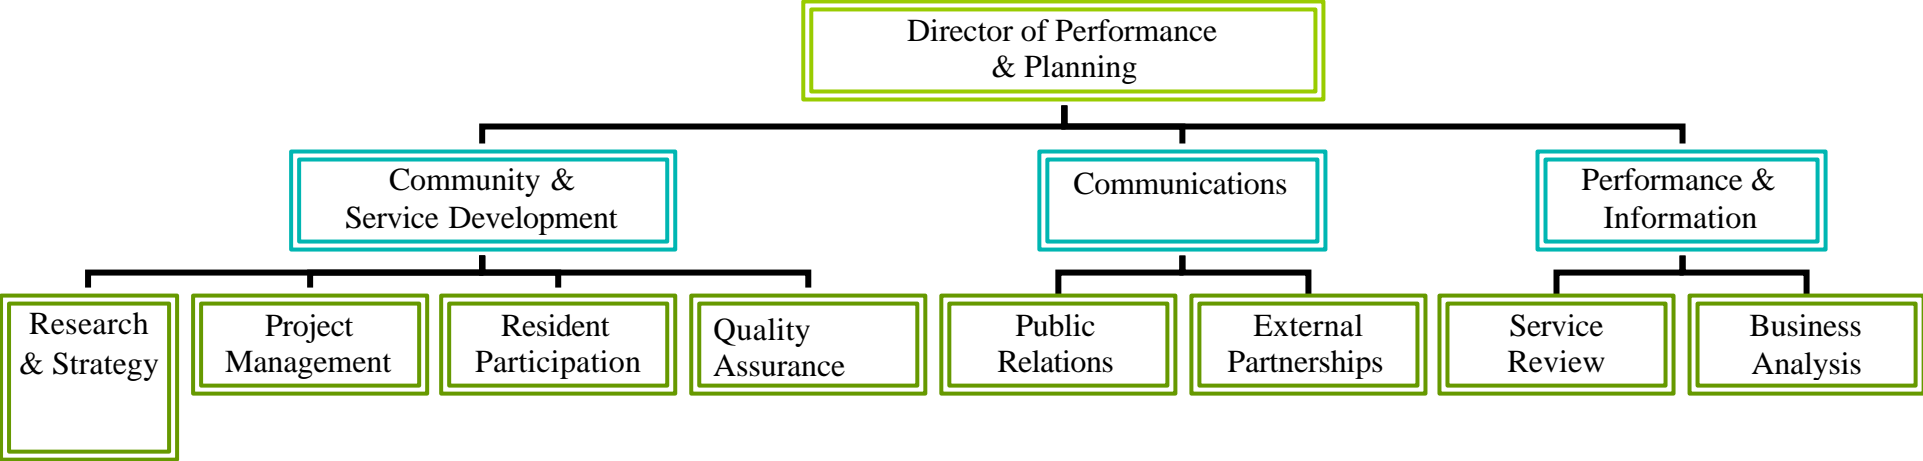 Director of Performance
& Planning
Community &
Service Development
Communications
Performance &
Information
Research
& Strategy
Project
Management
Resident
Participation
Quality
Assurance
Public
Relations
External
Partnerships
Service
Review
Business
Analysis